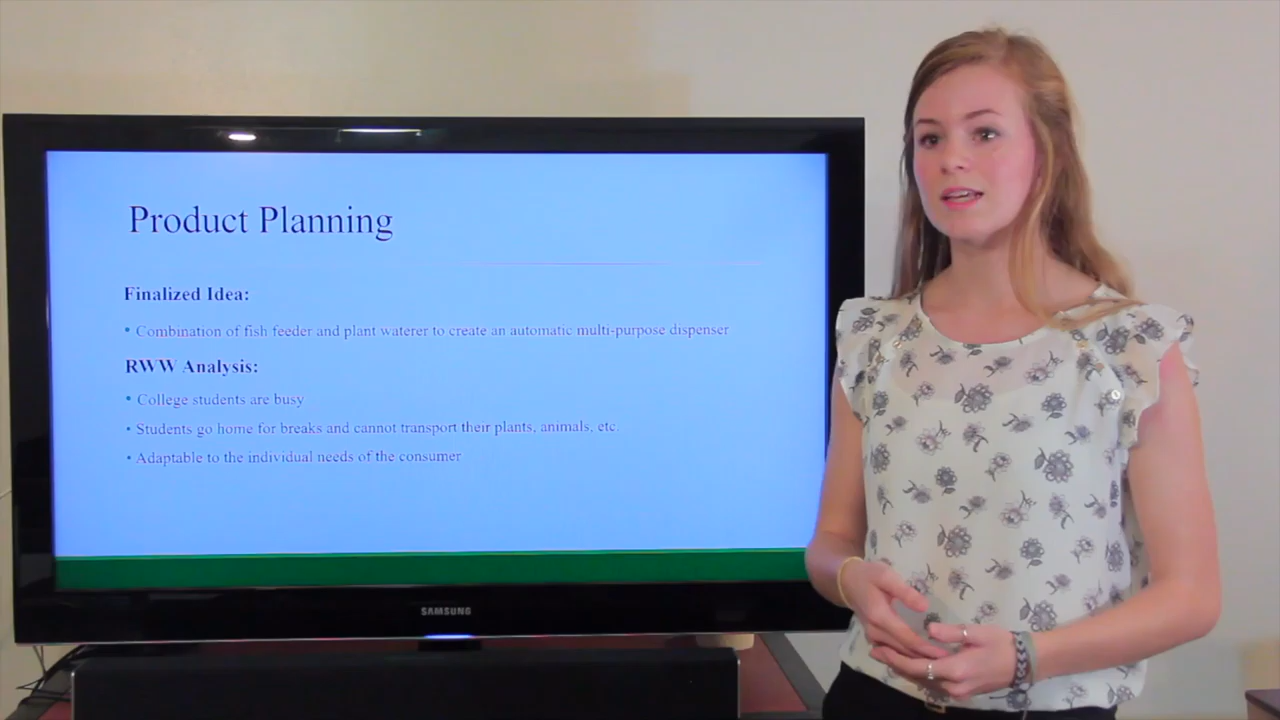 Product Planning
Finalized Idea:
• Combination of fish feeder and plant waterer to create an automatic multi-purpose dispenser
RWW Analysis:
• College students are busy
• Students go home for breaks and cannot transport their plants, animals, etc.
• Adaptable to the individual needs of the consumer
SAMSUNG